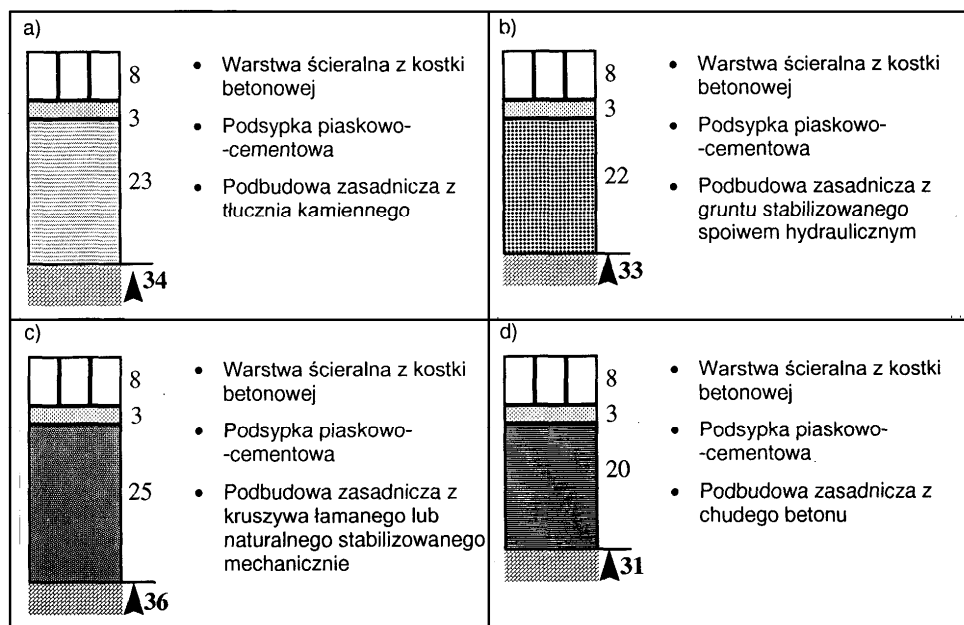 a)
8
3
23
34
• Warstwa ścieralna z kostki
betonowej
• Podsypka piaskowo-
-cementowa
• Podbudowa zasadnicza z
tłucznia kamiennego
b)
8
3
22
33
• Warstwa ścieralna z kostki
betonowej
• Podsypka piaskowo-
-cementowa
• Podbudowa zasadnicza z
gruntu stabilizowanego
spoiwem hydraulicznym
c)
8
3
25
36
• Warstwa ścieralna z kostki
betonowej
• Podsypka piaskowo-
-cementowa
• Podbudowa zasadnicza z
kruszywa łamanego lub
naturalnego stabilizowanego
mechanicznie
d)
8
3
20
31
• Warstwa ścieralna z kostki
betonowej
• Podsypka piaskowo-
-cementowa
• Podbudowa zasadnicza z
chudego betonu